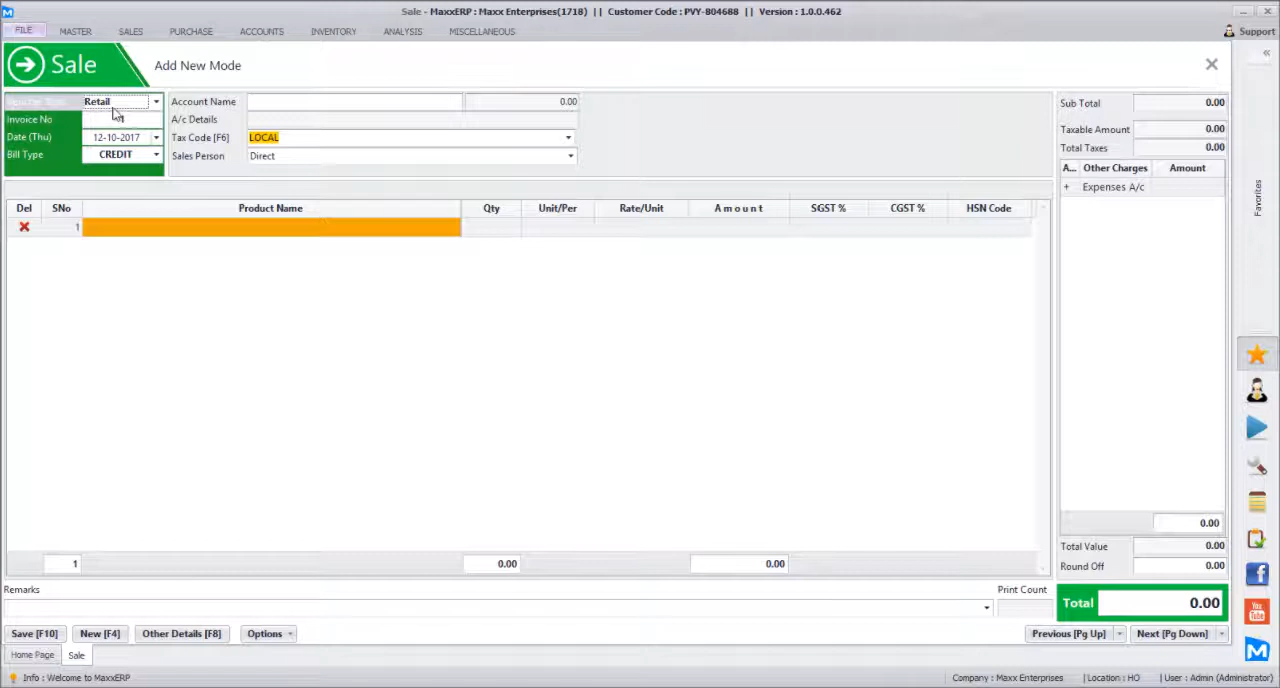 Sale - MaxxERP : Maxx Enterprises(1718) || Customer Code : PVY-804688 || Version : 1.0.0.462
FILE MASTER SALES PURCHASE ACCOUNTS INVENTORY ANALYSIS MISCELLANEOUS Support
Sale Add New Mode
Retail Account Name 0.00 Sub Total 0.00
Invoice No 1 A/c Details
Date (Thu) 12-10-2017 Tax Code [F6] LOCAL Taxable Amount 0.00
Bill Type CREDIT Sales Person Direct Total Taxes 0.00
A... Other Charges Amount
+ Expenses A/c
Favorites
Del SNo Product Name Qty Unit/Per Rate/Unit A m o u n t SGST % CGST % HSN Code
1
0.00
Total Value 0.00
1 0.00 0.00 Round Off 0.00
Remarks Print Count
Total 0.00
Save [F10] New [F4] Other Details [F8] Options Previous [Pg Up] Next [Pg Down]
Home Page Sale
Info : Welcome to MaxxERP Company : Maxx Enterprises |Location : HO |User : Admin (Administrator)
You Tube